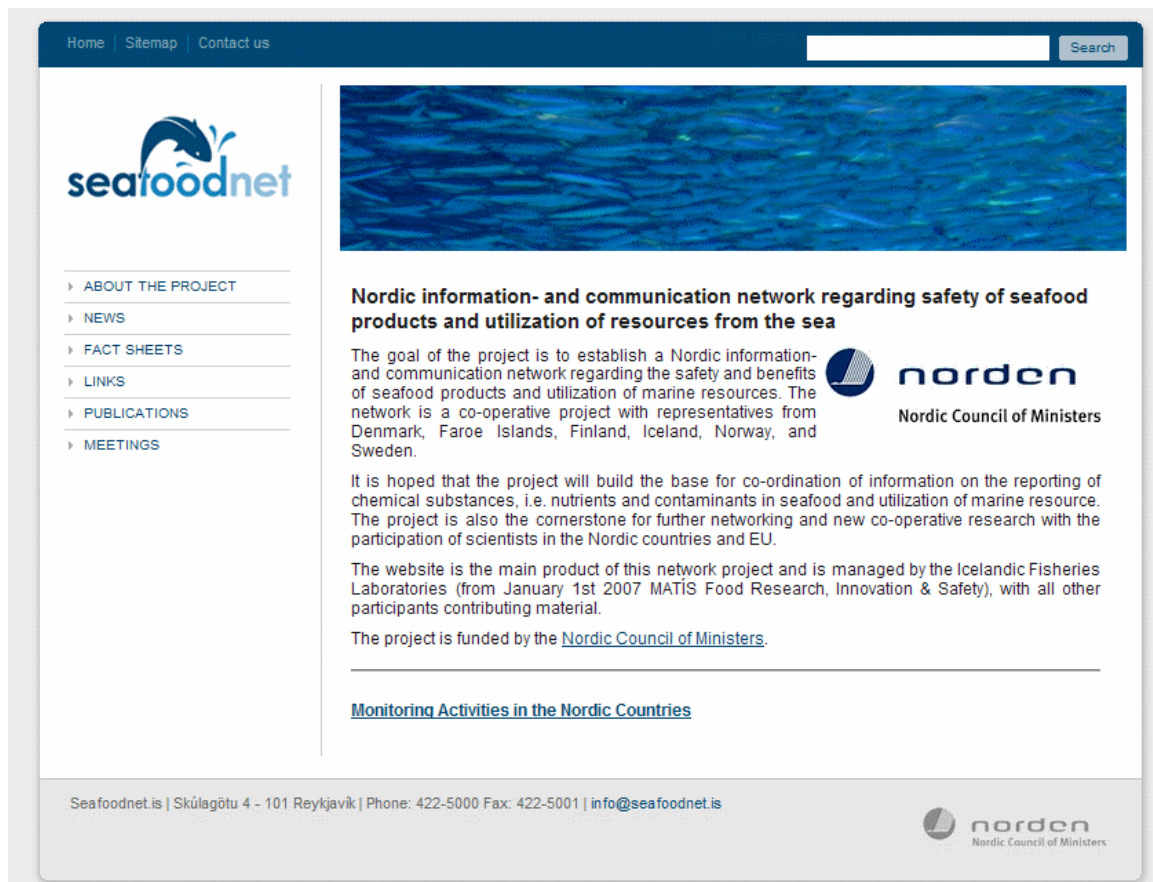 Home | Sitemap | Contact us
Search
seafoodnet
ABOUT THE PROJECT
NEWS
FACT SHEETS
LINKS
PUBLICATIONS
MEETINGS
Nordic information- and communication network regarding safety of seafood
products and utilization of resources from the sea
The goal of the project is to establish a Nordic information-
and communication network regarding the safety and benefits
of seafood products and utilization of marine resources. The
network is a co-operative project with representatives from
Denmark, Faroe Islands, Finland, Iceland, Norway, and
Sweden.
norden
Nordic Council of Ministers
It is hoped that the project will build the base for co-ordination of information on the reporting of
chemical substances, i.e. nutrients and contaminants in seafood and utilization of marine resource.
The project is also the cornerstone for further networking and new co-operative research with the
participation of scientists in the Nordic countries and EU.
The website is the main product of this network project and is managed by the Icelandic Fisheries
Laboratories (from January 1st 2007 MATÍS Food Research, Innovation & Safety), with all other
participants contributing material.
The project is funded by the Nordic Council of Ministers.
Monitoring Activities in the Nordic Countries
Seafoodnet.is | Skúlagötu 4 - 101 Reykjavík | Phone: 422-5000 Fax: 422-5001 | info@seafoodnet.is
norden
Nordic Council of Ministers